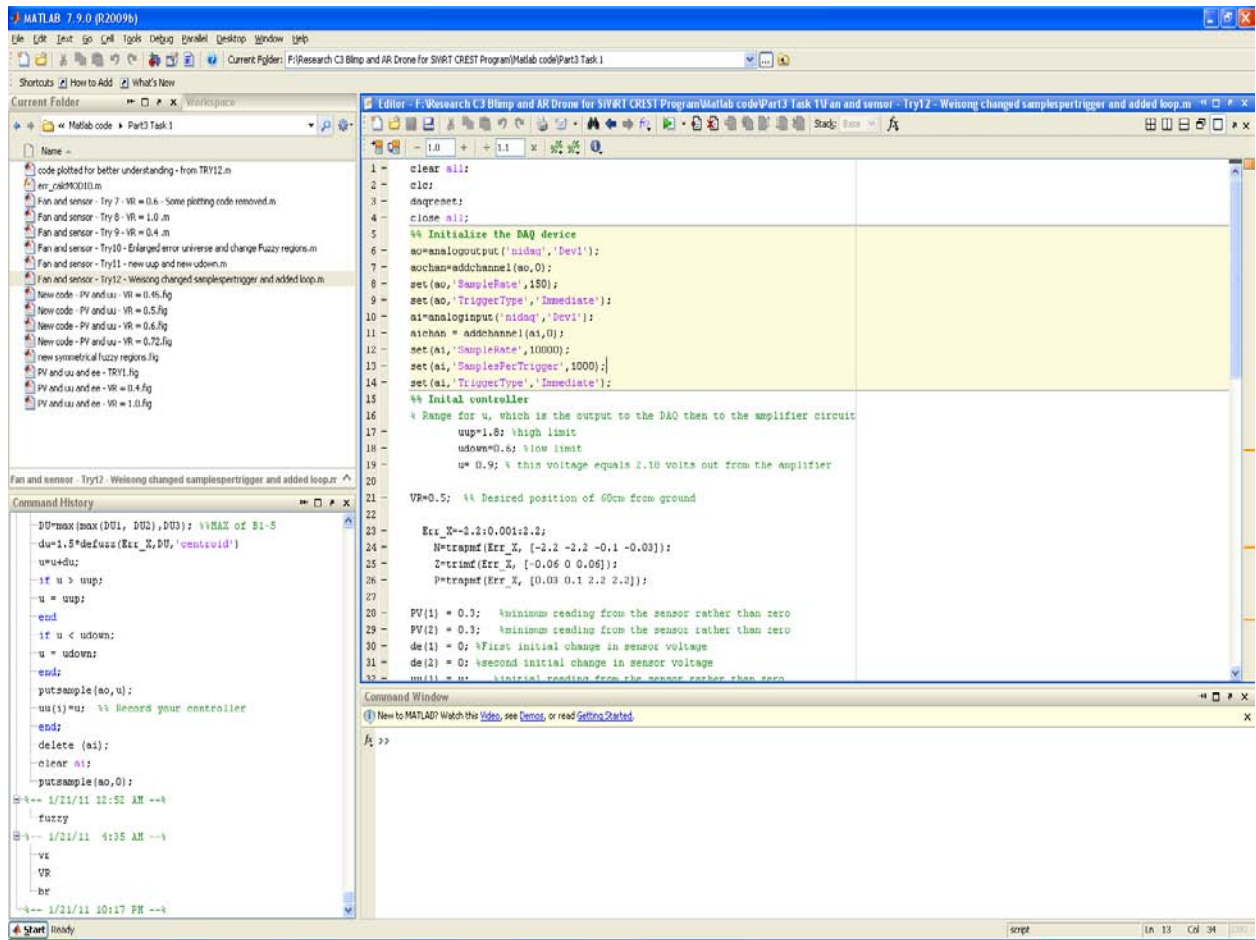 MATLAB 7.9.0 (R2009b)
File Edit Text Go Cell Tools Debug Parallel Desktop Window Help
Current Folder: F:\Research C3 Blimp and AR Drone for SiViRT CREST Program\Matlab code\Part3 Task 1
Shortcuts How to Add What's New
Current Folder
Workspace
« Matlab code Part3 Task 1
Name
code plotted for better understanding - from TRY12.m
err_calcMOD10.m
Fan and sensor - Try 7 - VR = 0.6 - Some plotting code removed.m
Fan and sensor - Try 8 - VR = 1.0 .m
Fan and sensor - Try 9 - VR = 0.4 .m
Fan and sensor - Try10 - Enlarged error universe and change Fuzzy regions.m
Fan and sensor - Try11 - new uup and new udown.m
Fan and sensor - Try12 - Weisong changed samplespertrigger and added loop.m
New code - PV and uu - VR = 0.45.fig
New code - PV and uu - VR = 0.5.fig
New code - PV and uu - VR = 0.6.fig
New code - PV and uu - VR = 0.72.fig
new symmetrical fuzzy regions.fig
PV and uu and ee - TRY1.fig
PV and uu and ee - VR = 0.4.fig
PV and uu and ee - VR = 1.0.fig
Fan and sensor - Try12 - Weisong changed samplespertrigger and added loop.m
Command History
DU=max(max(DU1, DU2),DU3); %%MAX of B1-5
du=1.5*defuzz(Err_X,DU,'centroid')
u=u+du;
if u > uup;
u = uup;
end
if u < udown;
u = udown;
end;
putsample(ao,u);
uu(i)=u; %% Record your controller
end;
delete (ai);
clear ai;
putsample(ao,0);
%-- 1/21/11 12:52 AM --%
fuzzy
%-- 1/21/11 4:35 AM --%
vr
VR
br
%-- 1/21/11 10:17 PM --%
Editor - F:\Research C3 Blimp and AR Drone for SiViRT CREST Program\Matlab code\Part3 Task 1\Fan and sensor - Try12 - Weisong changed samplespertrigger and added loop.m
Stack: Base
1.0 1.1
1 clear all;
2 clc;
3 daqreset;
4 close all;
5 %% Initialize the DAQ device
6 ao=analogoutput('nidaq','Dev1');
7 aochan=addchannel(ao,0);
8 set(ao,'SampleRate',150);
9 set(ao,'TriggerType','Immediate');
10 ai=analoginput('nidaq','Dev1');
11 aichan = addchannel(ai,0);
12 set(ai,'SampleRate',10000);
13 set(ai,'SamplesPerTrigger',1000);
14 set(ai,'TriggerType','Immediate');
15 %% Inital controller
16 % Range for u, which is the output to the DAQ then to the amplifier circuit
17 uup=1.8; %high limit
18 udown=0.6; %low limit
19 u= 0.9; % this voltage equals 2.18 volts out from the amplifier
20
21 VR=0.5; %% Desired position of 60cm from ground
22
23 Err_X=-2.2:0.001:2.2;
24 N=trapmf(Err_X, [-2.2 -2.2 -0.1 -0.03]);
25 Z=trimf(Err_X, [-0.06 0 0.06]);
26 P=trapmf(Err_X, [0.03 0.1 2.2 2.2]);
27
28 PV(1) = 0.3; %minimum reading from the sensor rather than zero
29 PV(2) = 0.3; %minimum reading from the sensor rather than zero
30 de(1) = 0; %First initial change in sensor voltage
31 de(2) = 0; %second initial change in sensor voltage
32 uu(1) = u; %initial reading from the sensor rather than zero
Command Window
New to MATLAB? Watch this Video, see Demos, or read Getting Started.
fx >>
Start Ready
script Ln 13 Col 34